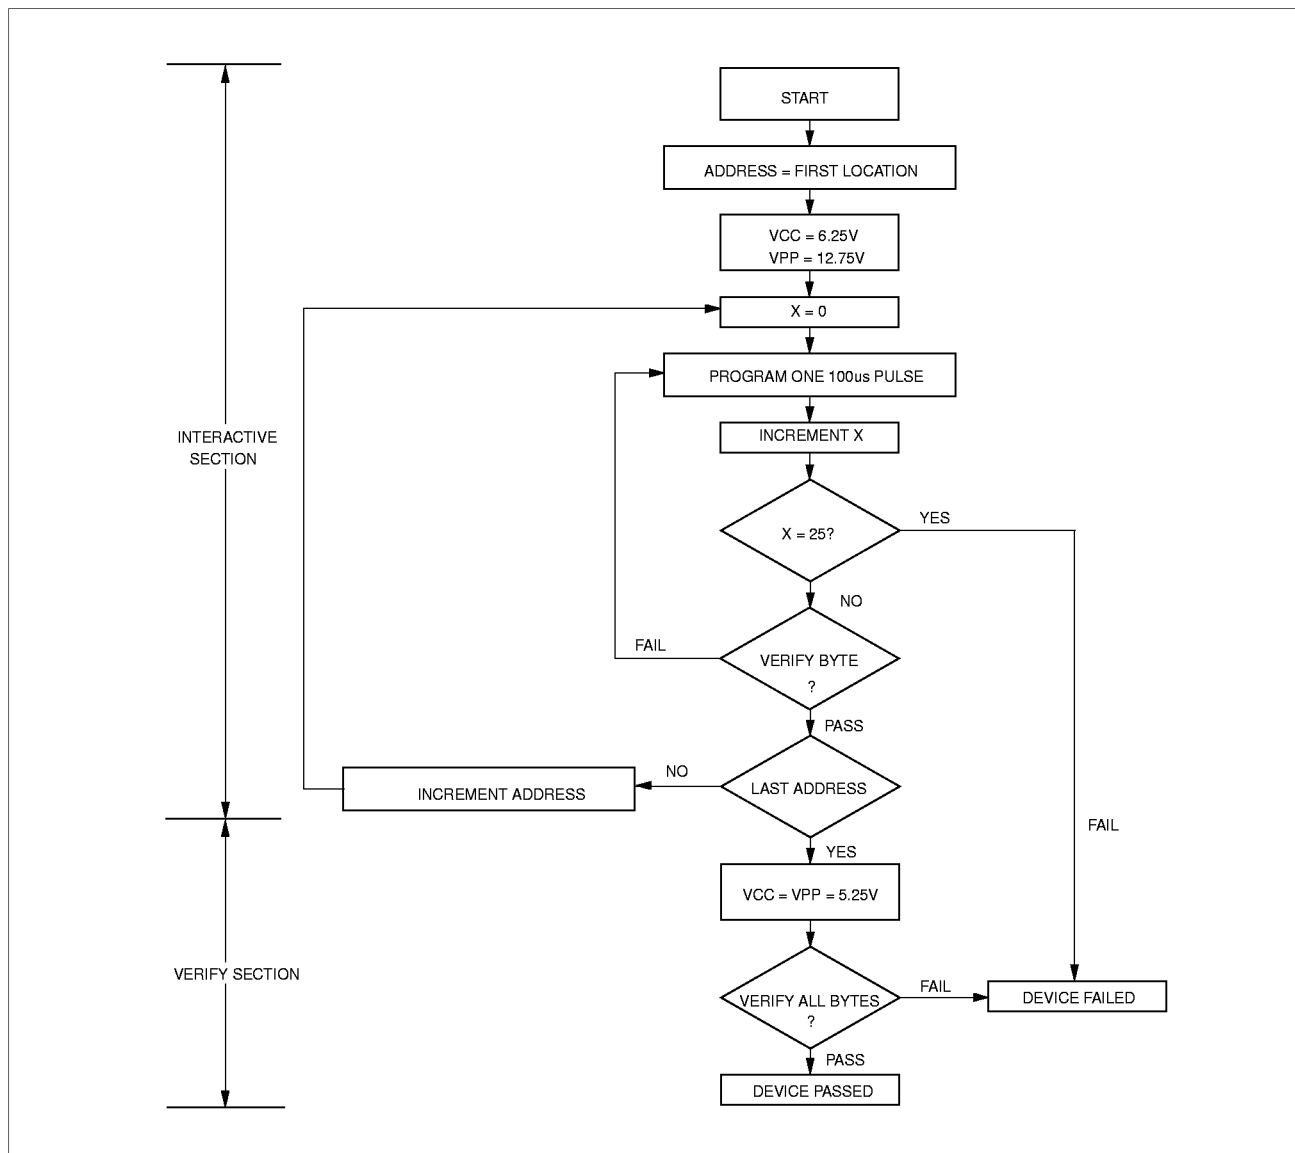 START
ADDRESS = FIRST LOCATION
VCC = 6.25V
VPP = 12.75V
X = 0
PROGRAM ONE 100us PULSE
INCREMENT X
INTERACTIVE
SECTION
X = 25?
YES
NO
FAIL
VERIFY BYTE
?
PASS
NO
LAST ADDRESS
INCREMENT ADDRESS
FAIL
YES
VCC = VPP = 5.25V
VERIFY SECTION
VERIFY ALL BYTES
?
FAIL
DEVICE FAILED
PASS
DEVICE PASSED